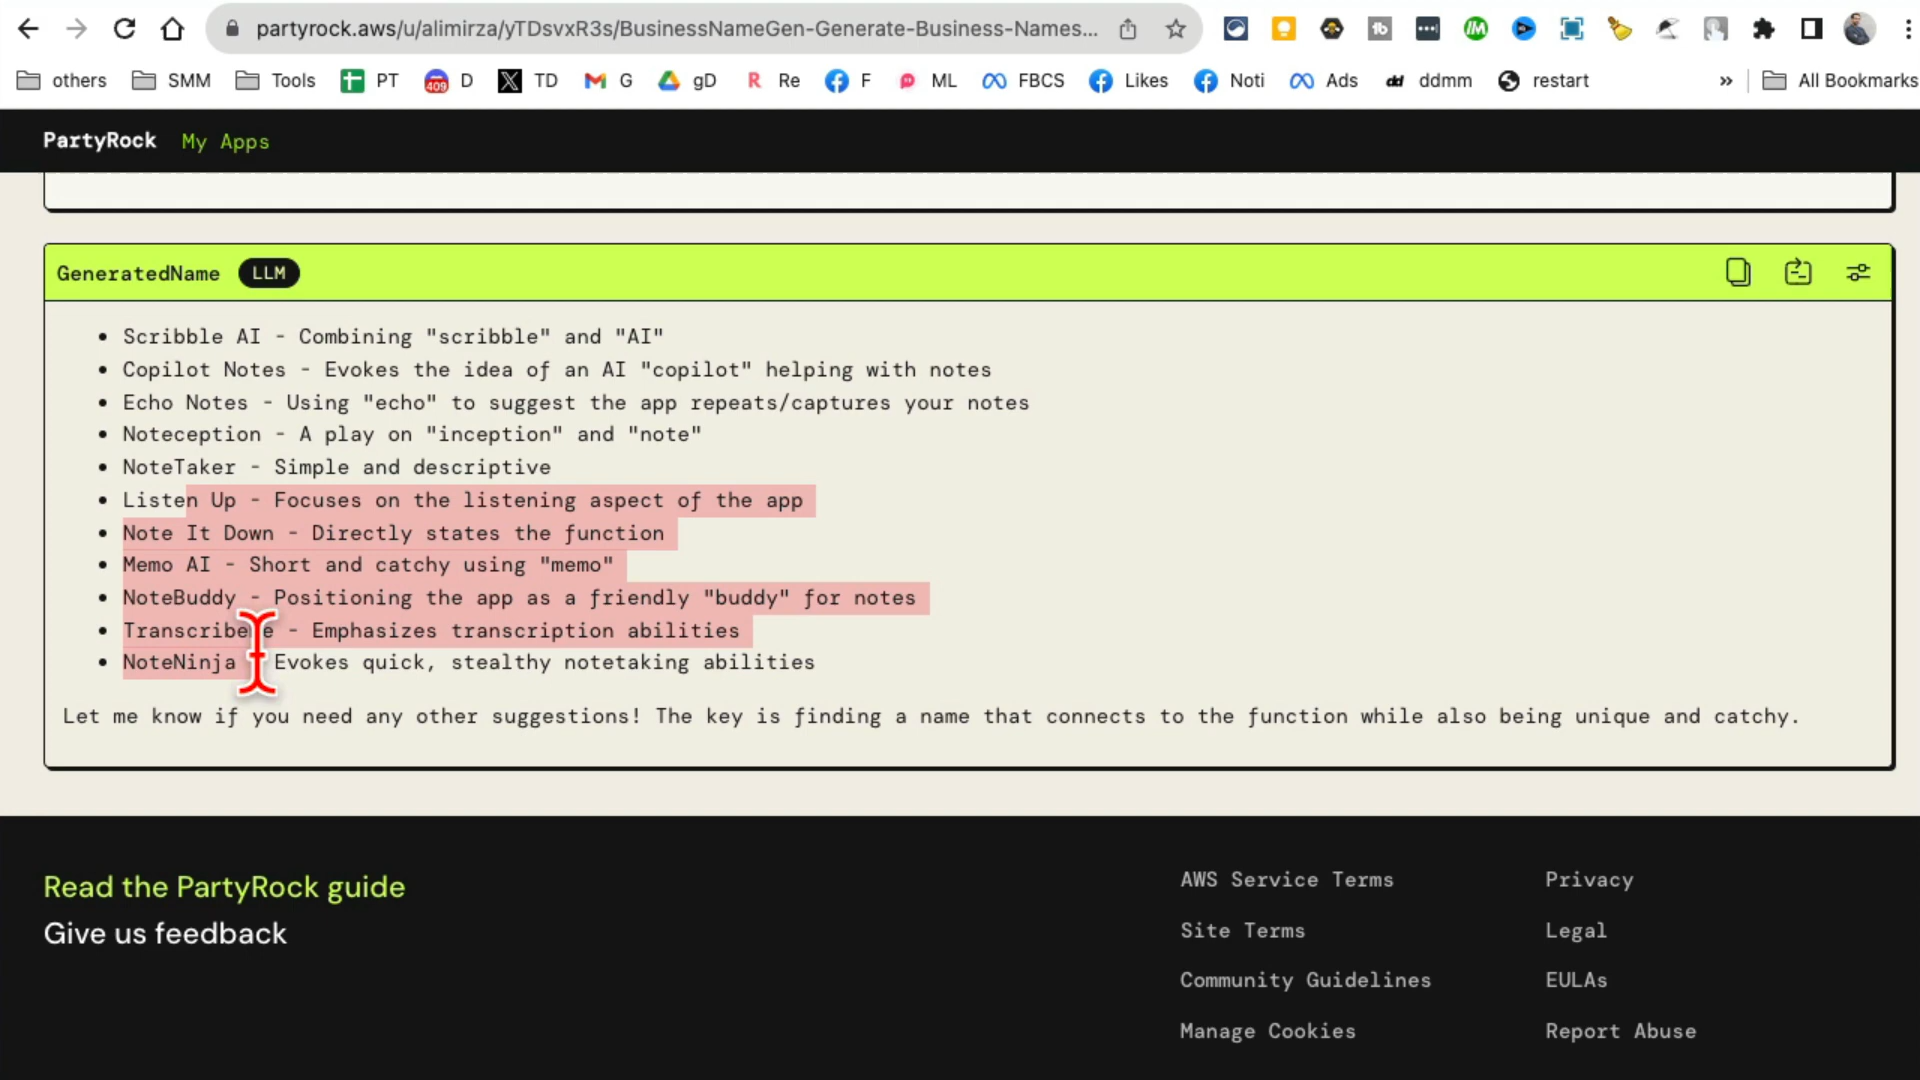 partyrock.aws/u/alimirza/yTDsvxR3s/BusinessNameGen-Generate-Business-Names...
others SMM Tools PT D TD G gD Re F ML FBCS Likes Noti Ads ddmm restart » All Bookmarks
PartyRock My Apps
GeneratedName LLM
• Scribble AI - Combining "scribble" and "AI"
• Copilot Notes - Evokes the idea of an AI "copilot" helping with notes
• Echo Notes - Using "echo" to suggest the app repeats/captures your notes
• Noteception - A play on "inception" and "note"
• NoteTaker - Simple and descriptive
• Listen Up - Focuses on the listening aspect of the app
• Note It Down - Directly states the function
• Memo AI - Short and catchy using "memo"
• NoteBuddy - Positioning the app as a friendly "buddy" for notes
• - Emphasizes transcription abilities
• NoteNinja - Evokes quick, stealthy notetaking abilities
Let me know if you need any other suggestions! The key is finding a name that connects to the function while also being unique and catchy.
Read the PartyRock guide
Give us feedback
AWS Service Terms
Site Terms
Community Guidelines
Manage Cookies
Privacy
Legal
EULAs
Report Abuse